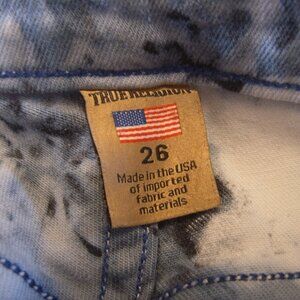 TRUE RELIGION
26
Made in the USA
of imported
fabric and
materials